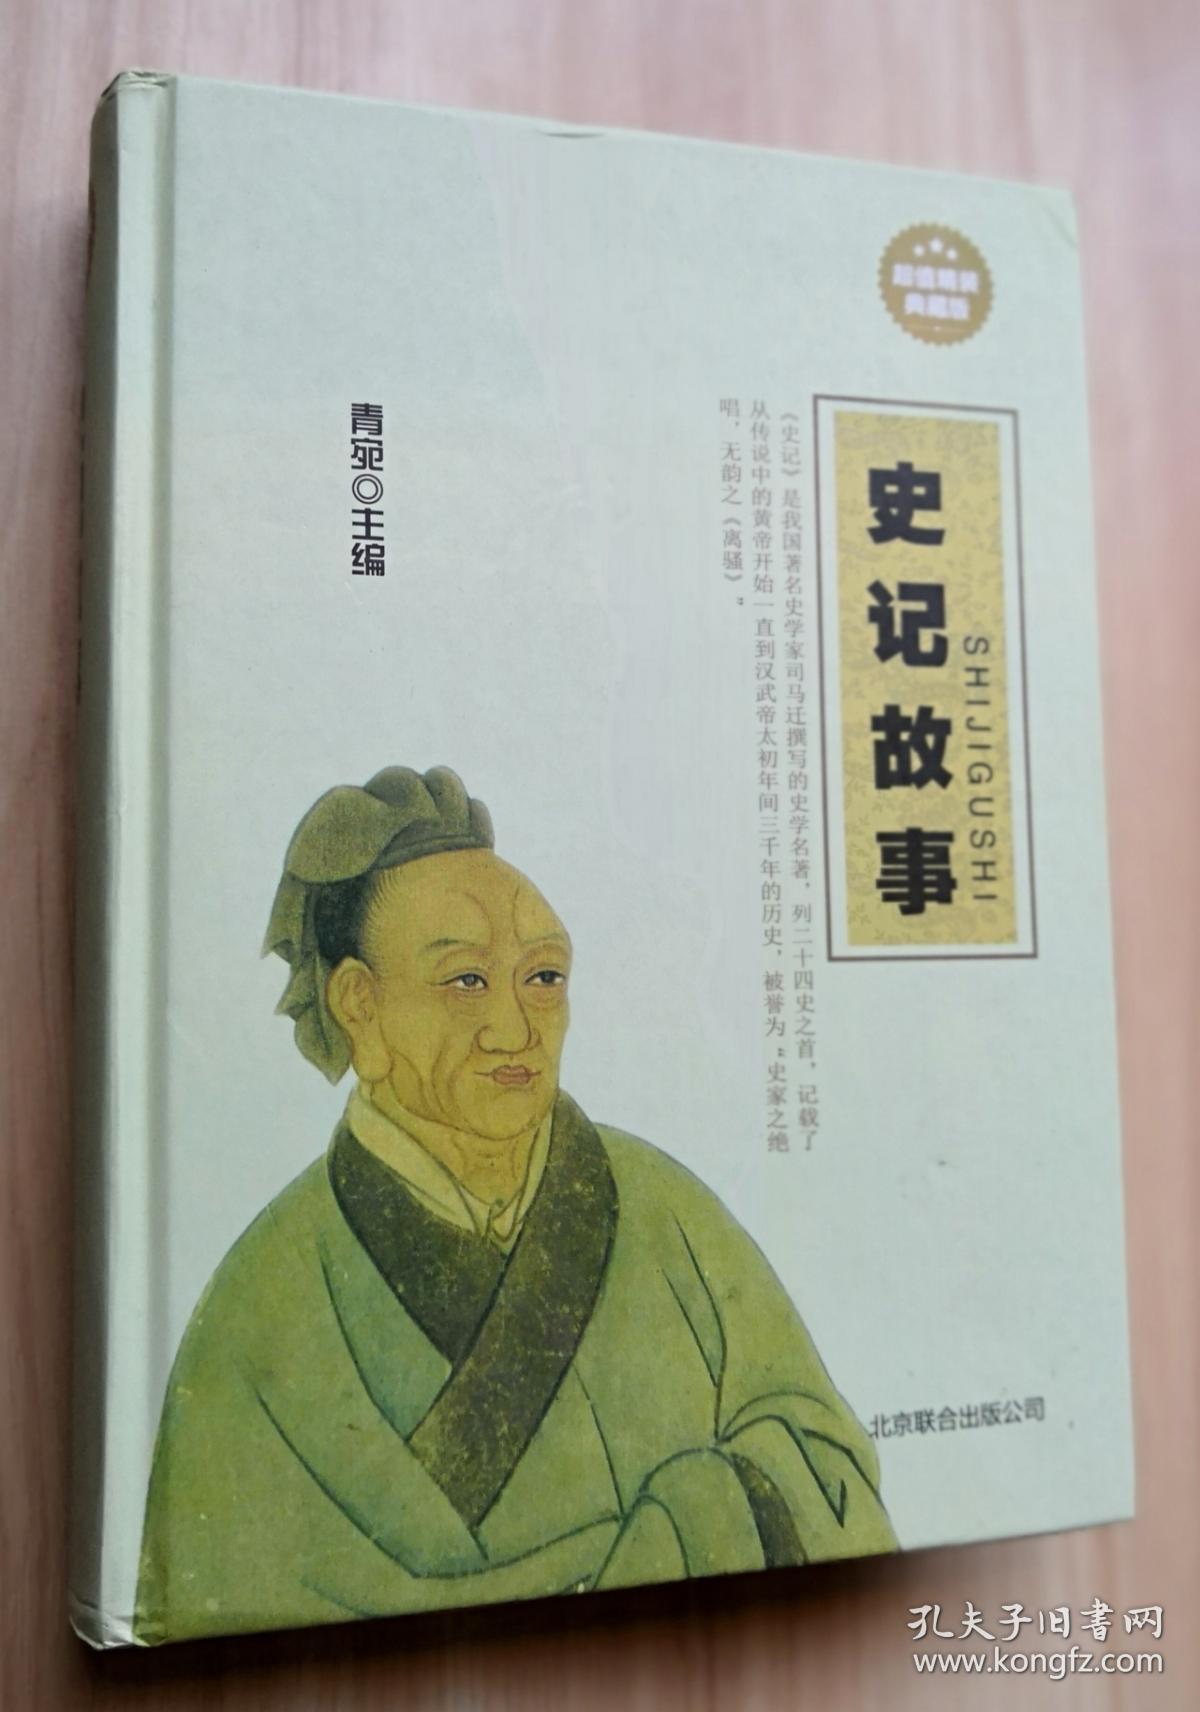 超值精装
典藏版
史记故事
SHIJIGUSHI
《史记》是我国著名史学家司马迁撰写的史学名著，列二十四史之首，记载了
从传说中的黄帝开始一直到汉武帝太初年间三千年的历史，被誉为“史家之绝
唱，无韵之《离骚》”
青宛◎主编
北京联合出版公司
孔夫子旧书网
www.kongfz.com